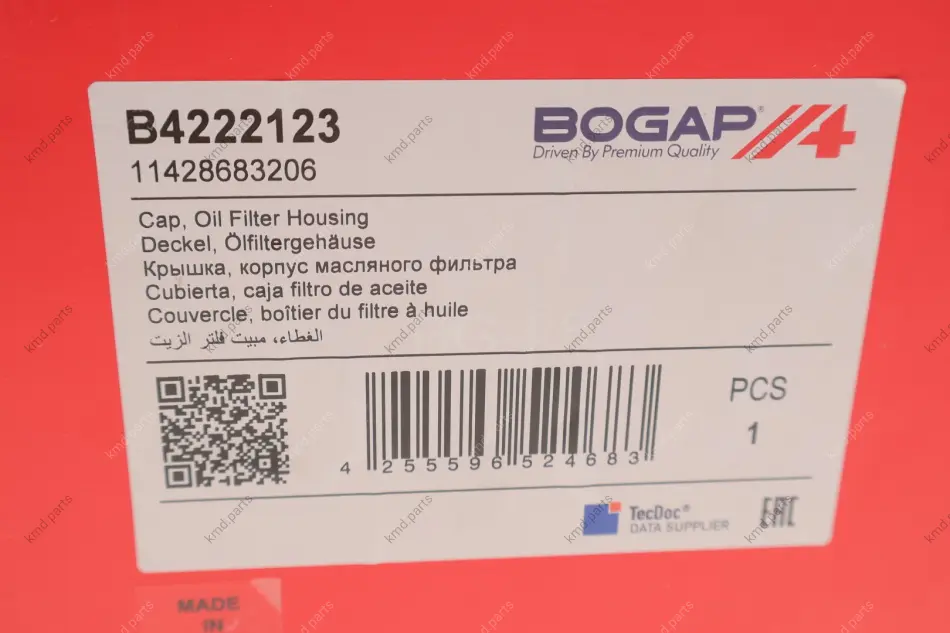 B4222123
11428683206
BOGAP®
Driven By Premium Quality
Cap, Oil Filter Housing
Deckel, Ölfiltergehäuse
Крышка, корпус масляного фильтра
Cubierta, caja filtro de aceite
Couvercle, boîtier du filtre à huile
الغطاء، مبيت فلتر الزيت
4 255596 524683
PCS
1
TecDoc®
DATA SUPPLIER
EAC
MADE
IN
kmd.parts